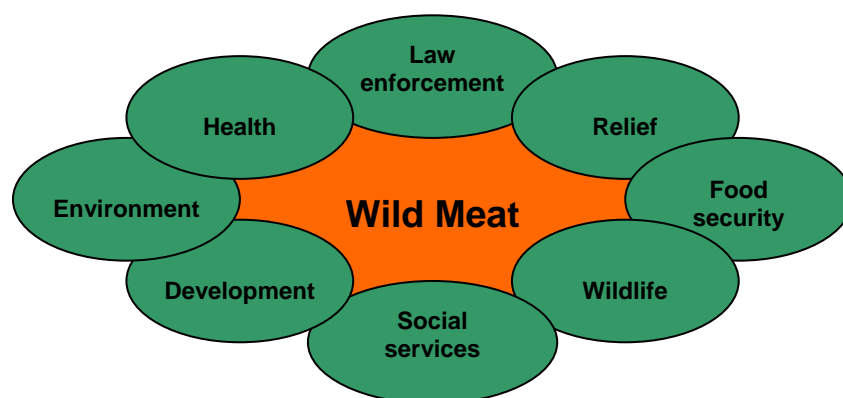 Law
enforcement
Health
Relief
Environment
Wild Meat
Food
security
Development
Wildlife
Social
services